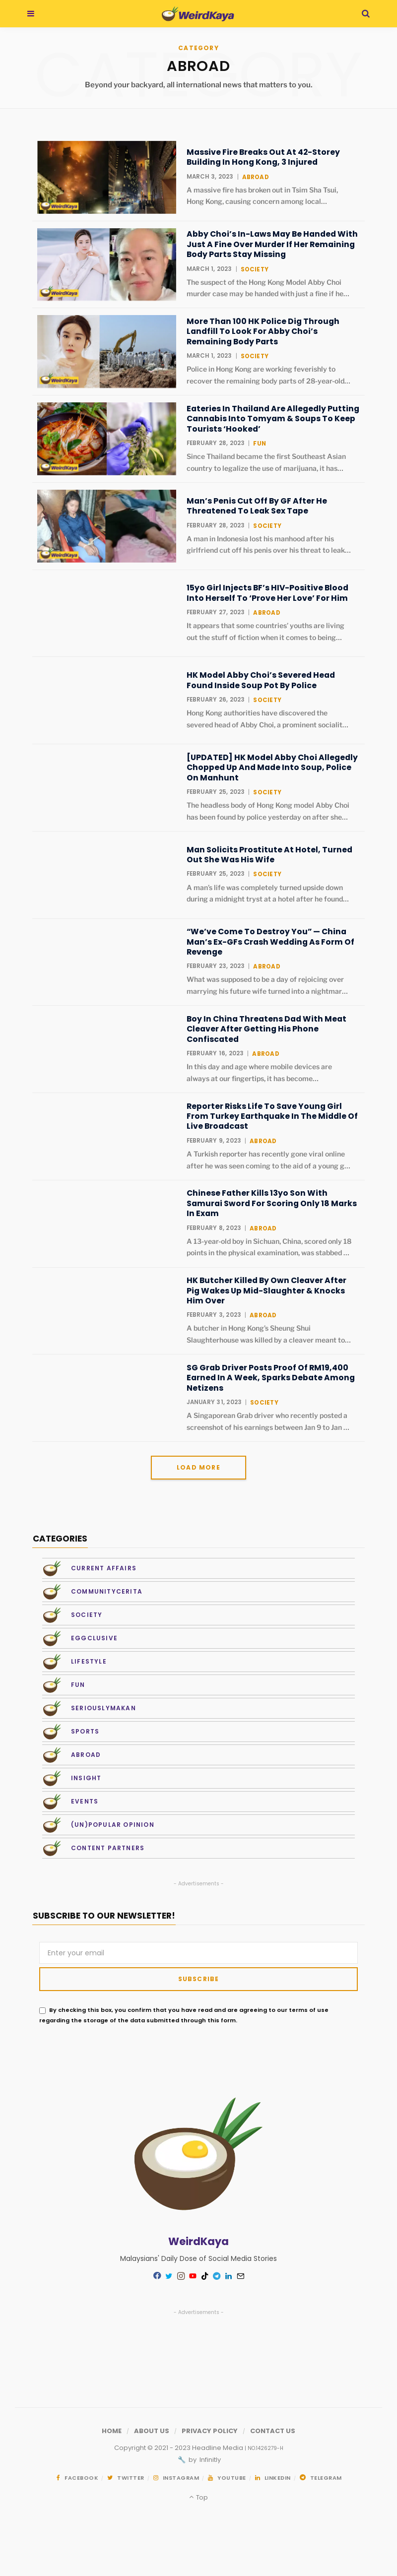 WeirdKaya
CATEGORY
CATEGORY
ABROAD
Beyond your backyard, all international news that matters to you.
WeirdKaya
Massive Fire Breaks Out At 42-Storey
Building In Hong Kong, 3 Injured
MARCH 3, 2023 | ABROAD
A massive fire has broken out in Tsim Sha Tsui,
Hong Kong, causing concern among local…
WeirdKaya
Abby Choi’s In-Laws May Be Handed With
Just A Fine Over Murder If Her Remaining
Body Parts Stay Missing
MARCH 1, 2023 | SOCIETY
The suspect of the Hong Kong Model Abby Choi
murder case may be handed with just a fine if he…
WeirdKaya
More Than 100 HK Police Dig Through
Landfill To Look For Abby Choi’s
Remaining Body Parts
MARCH 1, 2023 | SOCIETY
Police in Hong Kong are working feverishly to
recover the remaining body parts of 28-year-old…
WeirdKaya
Eateries In Thailand Are Allegedly Putting
Cannabis Into Tomyam & Soups To Keep
Tourists ‘Hooked’
FEBRUARY 28, 2023 | FUN
Since Thailand became the first Southeast Asian
country to legalize the use of marijuana, it has…
WeirdKaya
Man’s Penis Cut Off By GF After He
Threatened To Leak Sex Tape
FEBRUARY 28, 2023 | SOCIETY
A man in Indonesia lost his manhood after his
girlfriend cut off his penis over his threat to leak…
15yo Girl Injects BF’s HIV-Positive Blood
Into Herself To ‘Prove Her Love’ For Him
FEBRUARY 27, 2023 | ABROAD
It appears that some countries’ youths are living
out the stuff of fiction when it comes to being…
HK Model Abby Choi’s Severed Head
Found Inside Soup Pot By Police
FEBRUARY 26, 2023 | SOCIETY
Hong Kong authorities have discovered the
severed head of Abby Choi, a prominent socialit…
[UPDATED] HK Model Abby Choi Allegedly
Chopped Up And Made Into Soup, Police
On Manhunt
FEBRUARY 25, 2023 | SOCIETY
The headless body of Hong Kong model Abby Choi
has been found by police yesterday on after she…
Man Solicits Prostitute At Hotel, Turned
Out She Was His Wife
FEBRUARY 25, 2023 | SOCIETY
A man’s life was completely turned upside down
during a midnight tryst at a hotel after he found…
“We’ve Come To Destroy You” — China
Man’s Ex-GFs Crash Wedding As Form Of
Revenge
FEBRUARY 23, 2023 | ABROAD
What was supposed to be a day of rejoicing over
marrying his future wife turned into a nightmar…
Boy In China Threatens Dad With Meat
Cleaver After Getting His Phone
Confiscated
FEBRUARY 16, 2023 | ABROAD
In this day and age where mobile devices are
always at our fingertips, it has become…
Reporter Risks Life To Save Young Girl
From Turkey Earthquake In The Middle Of
Live Broadcast
FEBRUARY 9, 2023 | ABROAD
A Turkish reporter has recently gone viral online
after he was seen coming to the aid of a young g…
Chinese Father Kills 13yo Son With
Samurai Sword For Scoring Only 18 Marks
In Exam
FEBRUARY 8, 2023 | ABROAD
A 13-year-old boy in Sichuan, China, scored only 18
points in the physical examination, was stabbed …
HK Butcher Killed By Own Cleaver After
Pig Wakes Up Mid-Slaughter & Knocks
Him Over
FEBRUARY 3, 2023 | ABROAD
A butcher in Hong Kong’s Sheung Shui
Slaughterhouse was killed by a cleaver meant to…
SG Grab Driver Posts Proof Of RM19,400
Earned In A Week, Sparks Debate Among
Netizens
JANUARY 31, 2023 | SOCIETY
A Singaporean Grab driver who recently posted a
screenshot of his earnings between Jan 9 to Jan …
LOAD MORE
CATEGORIES
CURRENT AFFAIRS
COMMUNITYCERITA
SOCIETY
EGGCLUSIVE
LIFESTYLE
FUN
SERIOUSLYMAKAN
SPORTS
ABROAD
INSIGHT
EVENTS
(UN)POPULAR OPINION
CONTENT PARTNERS
- Advertisements -
SUBSCRIBE TO OUR NEWSLETTER!
Enter your email
SUBSCRIBE
By checking this box, you confirm that you have read and are agreeing to our terms of use
regarding the storage of the data submitted through this form.
WeirdKaya
Malaysians' Daily Dose of Social Media Stories
- Advertisements -
HOME / ABOUT US / PRIVACY POLICY / CONTACT US
Copyright © 2021 - 2023 Headline Media | NO.1426279-H
by Infinitly
FACEBOOK / TWITTER / INSTAGRAM / YOUTUBE / LINKEDIN / TELEGRAM
Top